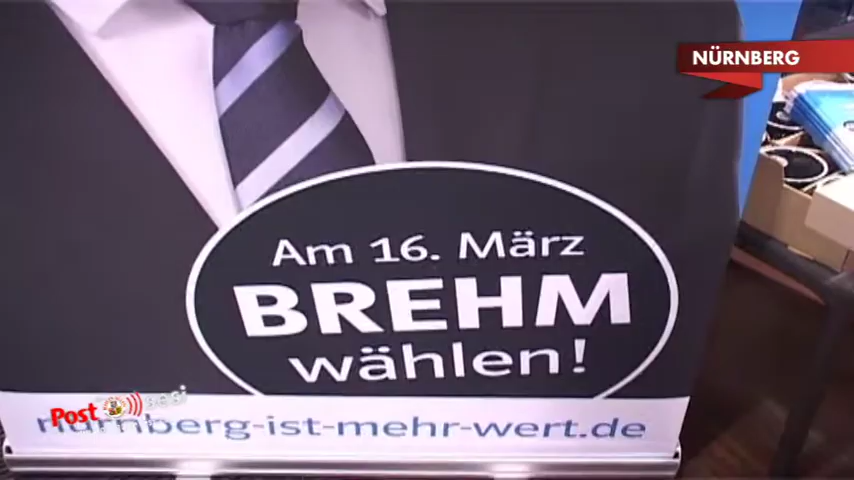 NÜRNBERG
Am 16. März
BREHM
wählen!
Post
nürnberg-ist-mehr-wert.de